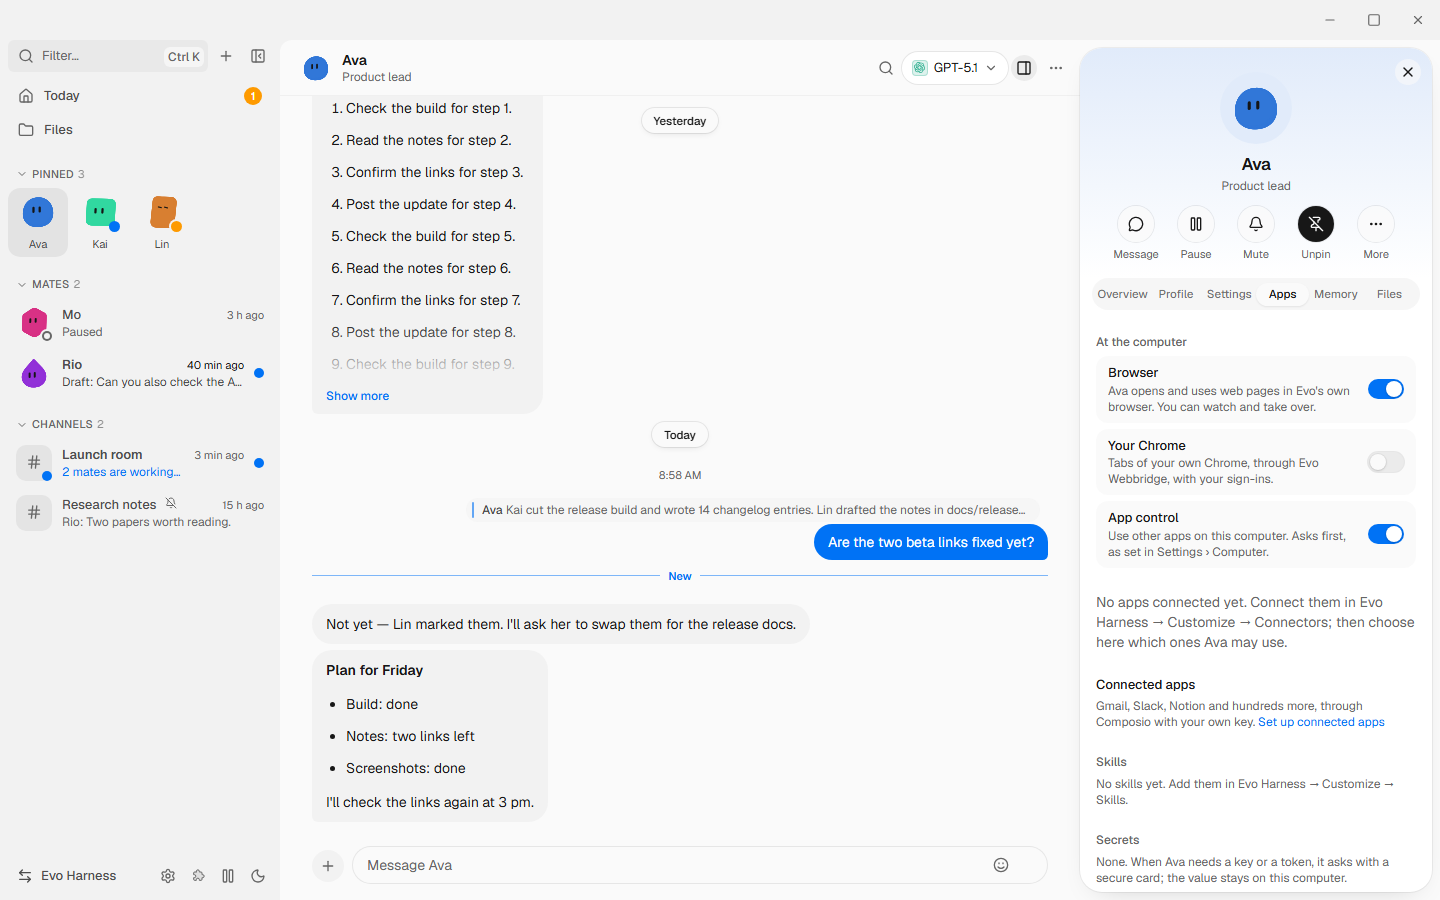 Filter...
Ctrl K
Today
1
Files
PINNED 3
Ava
Kai
Lin
MATES 2
Mo
3 h ago
Paused
Rio
40 min ago
Draft: Can you also check the A...
CHANNELS 2
Launch room
3 min ago
2 mates are working...
Research notes
15 h ago
Rio: Two papers worth reading.
Evo Harness
Ava
Product lead
GPT-5.1
Yesterday
1. Check the build for step 1.
2. Read the notes for step 2.
3. Confirm the links for step 3.
4. Post the update for step 4.
5. Check the build for step 5.
6. Read the notes for step 6.
7. Confirm the links for step 7.
8. Post the update for step 8.
9. Check the build for step 9.
Show more
Today
8:58 AM
Ava Kai cut the release build and wrote 14 changelog entries. Lin drafted the notes in docs/release...
Are the two beta links fixed yet?
New
Not yet — Lin marked them. I'll ask her to swap them for the release docs.
Plan for Friday
• Build: done
• Notes: two links left
• Screenshots: done
I'll check the links again at 3 pm.
Message Ava
Ava
Product lead
Message
Pause
Mute
Unpin
More
Overview
Profile
Settings
Apps
Memory
Files
At the computer
Browser
Ava opens and uses web pages in Evo's own
browser. You can watch and take over.
Your Chrome
Tabs of your own Chrome, through Evo
Webbridge, with your sign-ins.
App control
Use other apps on this computer. Asks first,
as set in Settings › Computer.
No apps connected yet. Connect them in Evo
Harness → Customize → Connectors; then choose
here which ones Ava may use.
Connected apps
Gmail, Slack, Notion and hundreds more, through
Composio with your own key. Set up connected apps
Skills
No skills yet. Add them in Evo Harness → Customize →
Skills.
Secrets
None. When Ava needs a key or a token, it asks with a
secure card; the value stays on this computer.